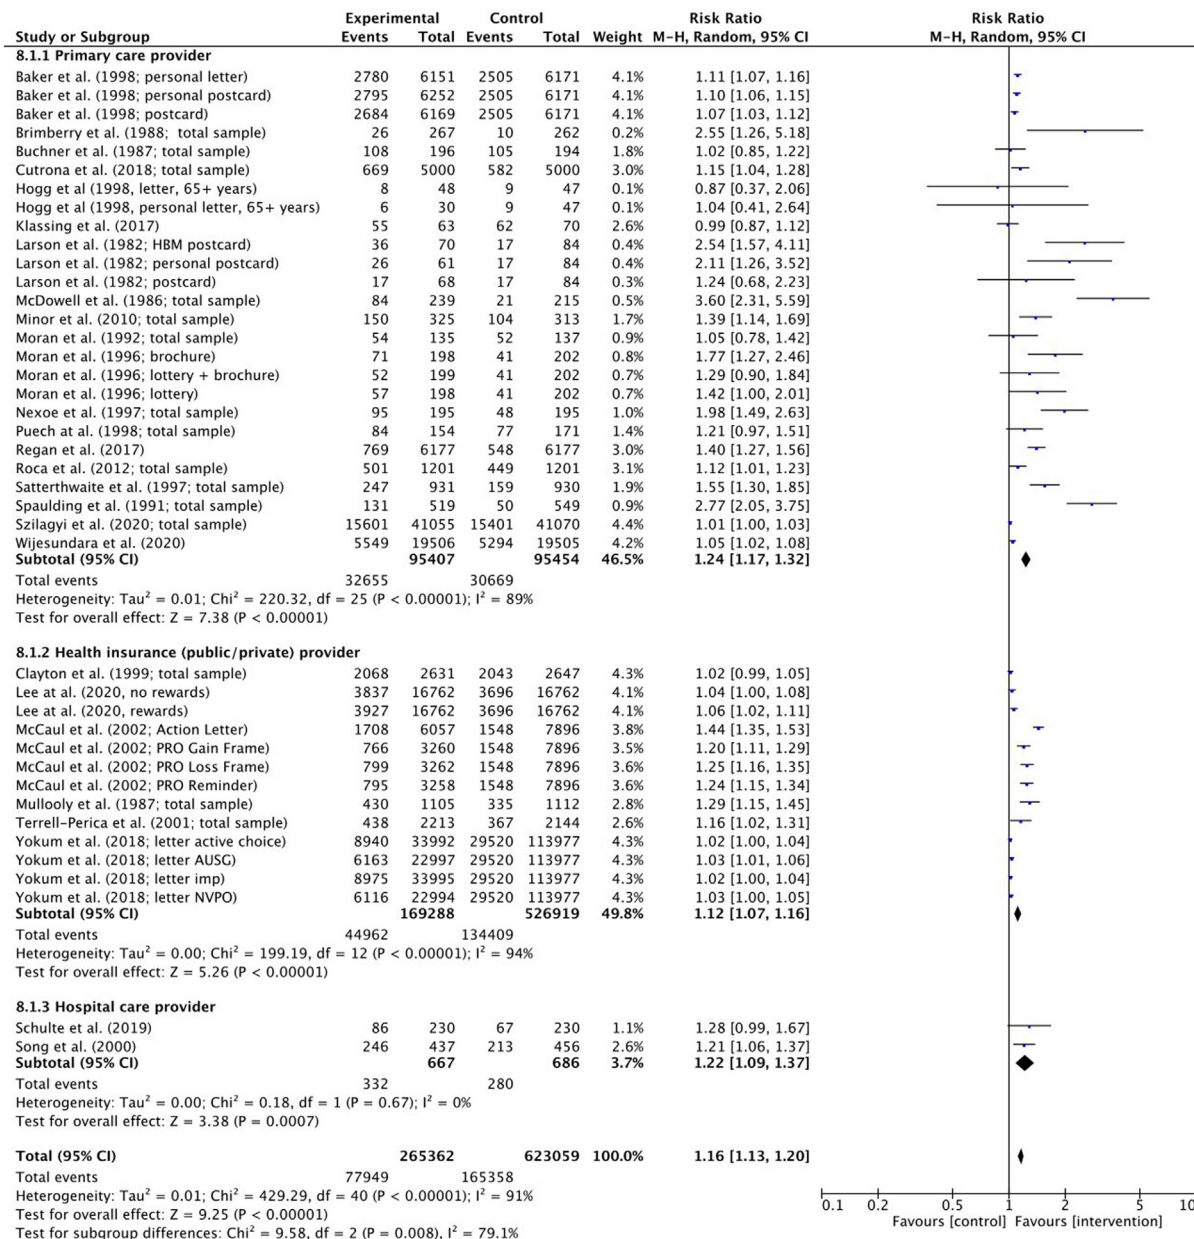 Experimental Control Risk Ratio Risk Ratio
Study or Subgroup Events Total Events Total Weight M-H, Random, 95% CI M-H, Random, 95% CI
8.1.1 Primary care provider
Baker et al. (1998; personal letter) 2780 6151 2505 6171 4.1% 1.11 [1.07, 1.16]
Baker et al. (1998; personal postcard) 2795 6252 2505 6171 4.1% 1.10 [1.06, 1.15]
Baker et al. (1998; postcard) 2684 6169 2505 6171 4.1% 1.07 [1.03, 1.12]
Brimberry et al. (1988; total sample) 26 267 10 262 0.2% 2.55 [1.26, 5.18]
Buchner et al. (1987; total sample) 108 196 105 194 1.8% 1.02 [0.85, 1.22]
Cutrona et al. (2018; total sample) 669 5000 582 5000 3.0% 1.15 [1.04, 1.28]
Hogg et al (1998, letter, 65+ years) 8 48 9 47 0.1% 0.87 [0.37, 2.06]
Hogg et al (1998, personal letter, 65+ years) 6 30 9 47 0.1% 1.04 [0.41, 2.64]
Klassing et al. (2017) 55 63 62 70 2.6% 0.99 [0.87, 1.12]
Larson et al. (1982; HBM postcard) 36 70 17 84 0.4% 2.54 [1.57, 4.11]
Larson et al. (1982; personal postcard) 26 61 17 84 0.4% 2.11 [1.26, 3.52]
Larson et al. (1982; postcard) 17 68 17 84 0.3% 1.24 [0.68, 2.23]
McDowell et al. (1986; total sample) 84 239 21 215 0.5% 3.60 [2.31, 5.59]
Minor et al. (2010; total sample) 150 325 104 313 1.7% 1.39 [1.14, 1.69]
Moran et al. (1992; total sample) 54 135 52 137 0.9% 1.05 [0.78, 1.42]
Moran et al. (1996; brochure) 71 198 41 202 0.8% 1.77 [1.27, 2.46]
Moran et al. (1996; lottery + brochure) 52 199 41 202 0.7% 1.29 [0.90, 1.84]
Moran et al. (1996; lottery) 57 198 41 202 0.7% 1.42 [1.00, 2.01]
Nexoe et al. (1997; total sample) 95 195 48 195 1.0% 1.98 [1.49, 2.63]
Puech at al. (1998; total sample) 84 154 77 171 1.4% 1.21 [0.97, 1.51]
Regan et al. (2017) 769 6177 548 6177 3.0% 1.40 [1.27, 1.56]
Roca et al. (2012; total sample) 501 1201 449 1201 3.1% 1.12 [1.01, 1.23]
Satterthwaite et al. (1997; total sample) 247 931 159 930 1.9% 1.55 [1.30, 1.85]
Spaulding et al. (1991; total sample) 131 519 50 549 0.9% 2.77 [2.05, 3.75]
Szilagyi et al. (2020; total sample) 15601 41055 15401 41070 4.4% 1.01 [1.00, 1.03]
Wijesundara et al. (2020) 5549 19506 5294 19505 4.2% 1.05 [1.02, 1.08]
Subtotal (95% CI) 95407 95454 46.5% 1.24 [1.17, 1.32]
Total events 32655 30669
Heterogeneity: Tau² = 0.01; Chi² = 220.32, df = 25 (P < 0.00001); I² = 89%
Test for overall effect: Z = 7.38 (P < 0.00001)
8.1.2 Health insurance (public/private) provider
Clayton et al. (1999; total sample) 2068 2631 2043 2647 4.3% 1.02 [0.99, 1.05]
Lee at al. (2020, no rewards) 3837 16762 3696 16762 4.1% 1.04 [1.00, 1.08]
Lee at al. (2020, rewards) 3927 16762 3696 16762 4.1% 1.06 [1.02, 1.11]
McCaul et al. (2002; Action Letter) 1708 6057 1548 7896 3.8% 1.44 [1.35, 1.53]
McCaul et al. (2002; PRO Gain Frame) 766 3260 1548 7896 3.5% 1.20 [1.11, 1.29]
McCaul et al. (2002; PRO Loss Frame) 799 3262 1548 7896 3.6% 1.25 [1.16, 1.35]
McCaul et al. (2002; PRO Reminder) 795 3258 1548 7896 3.6% 1.24 [1.15, 1.34]
Mullooly et al. (1987; total sample) 430 1105 335 1112 2.8% 1.29 [1.15, 1.45]
Terrell-Perica et al. (2001; total sample) 438 2213 367 2144 2.6% 1.16 [1.02, 1.31]
Yokum et al. (2018; letter active choice) 8940 33992 29520 113977 4.3% 1.02 [1.00, 1.04]
Yokum et al. (2018; letter AUSG) 6163 22997 29520 113977 4.3% 1.03 [1.01, 1.06]
Yokum et al. (2018; letter imp) 8975 33995 29520 113977 4.3% 1.02 [1.00, 1.04]
Yokum et al. (2018; letter NVPO) 6116 22994 29520 113977 4.3% 1.03 [1.00, 1.05]
Subtotal (95% CI) 169288 526919 49.8% 1.12 [1.07, 1.16]
Total events 44962 134409
Heterogeneity: Tau² = 0.00; Chi² = 199.19, df = 12 (P < 0.00001); I² = 94%
Test for overall effect: Z = 5.26 (P < 0.00001)
8.1.3 Hospital care provider
Schulte et al. (2019) 86 230 67 230 1.1% 1.28 [0.99, 1.67]
Song et al. (2000) 246 437 213 456 2.6% 1.21 [1.06, 1.37]
Subtotal (95% CI) 667 686 3.7% 1.22 [1.09, 1.37]
Total events 332 280
Heterogeneity: Tau² = 0.00; Chi² = 0.18, df = 1 (P = 0.67); I² = 0%
Test for overall effect: Z = 3.38 (P = 0.0007)
Total (95% CI) 265362 623059 100.0% 1.16 [1.13, 1.20]
Total events 77949 165358
Heterogeneity: Tau² = 0.01; Chi² = 429.29, df = 40 (P < 0.00001); I² = 91%
Test for overall effect: Z = 9.25 (P < 0.00001)
Test for subgroup differences: Chi² = 9.58, df = 2 (P = 0.008), I² = 79.1%
0.1 0.2 0.5 1 2 5 10
Favours [control] Favours [intervention]